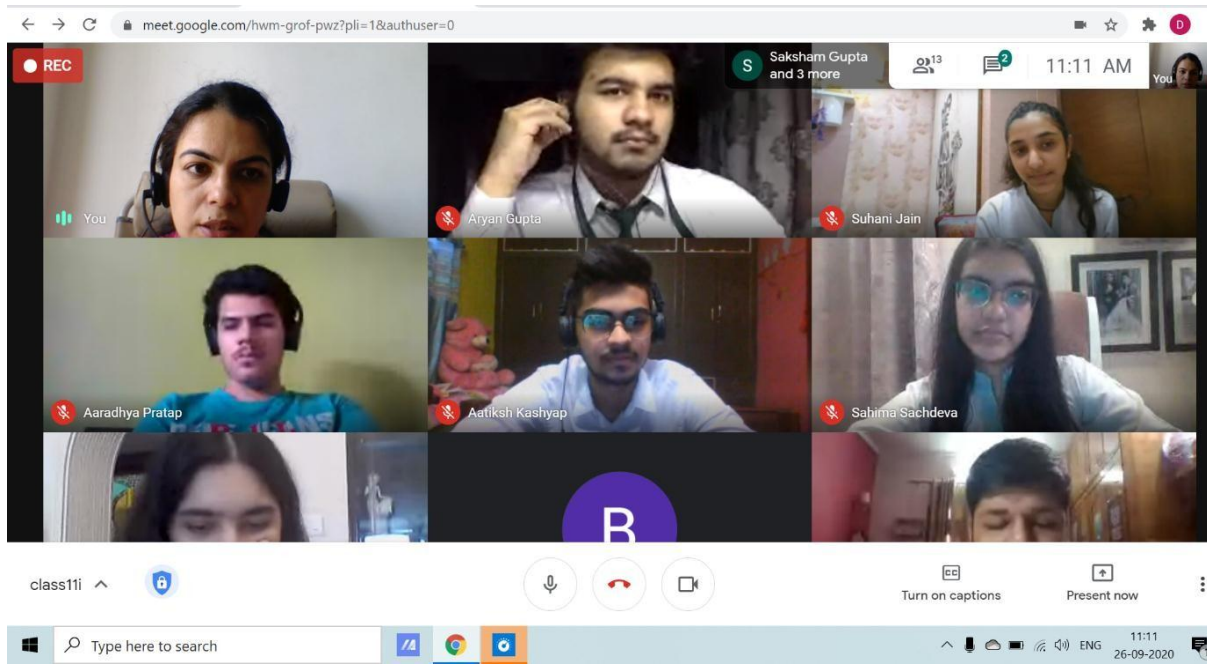 meet.google.com/hwm-grof-pwz?pli=1&authuser=0
D
REC
S
Saksham Gupta
and 3 more
13
2
11:11 AM
You
You
Aryan Gupta
Suhani Jain
Aaradhya Pratap
Aatiksh Kashyap
Sahima Sachdeva
B
class11i
CC
Turn on captions
Present now
Type here to search
ENG
11:11
26-09-2020